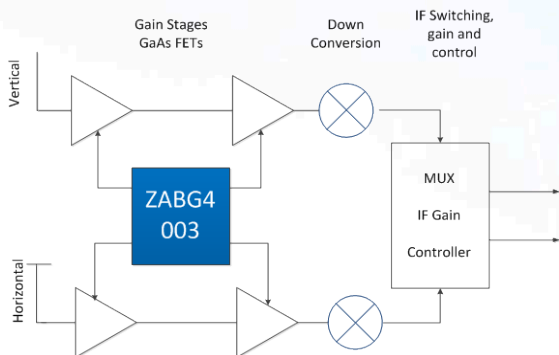 Gain Stages
GaAs FETs
Down
Conversion
IF Switching,
gain and
control
Vertical
ZABG4
003
MUX
IF Gain
Controller
Horizontal